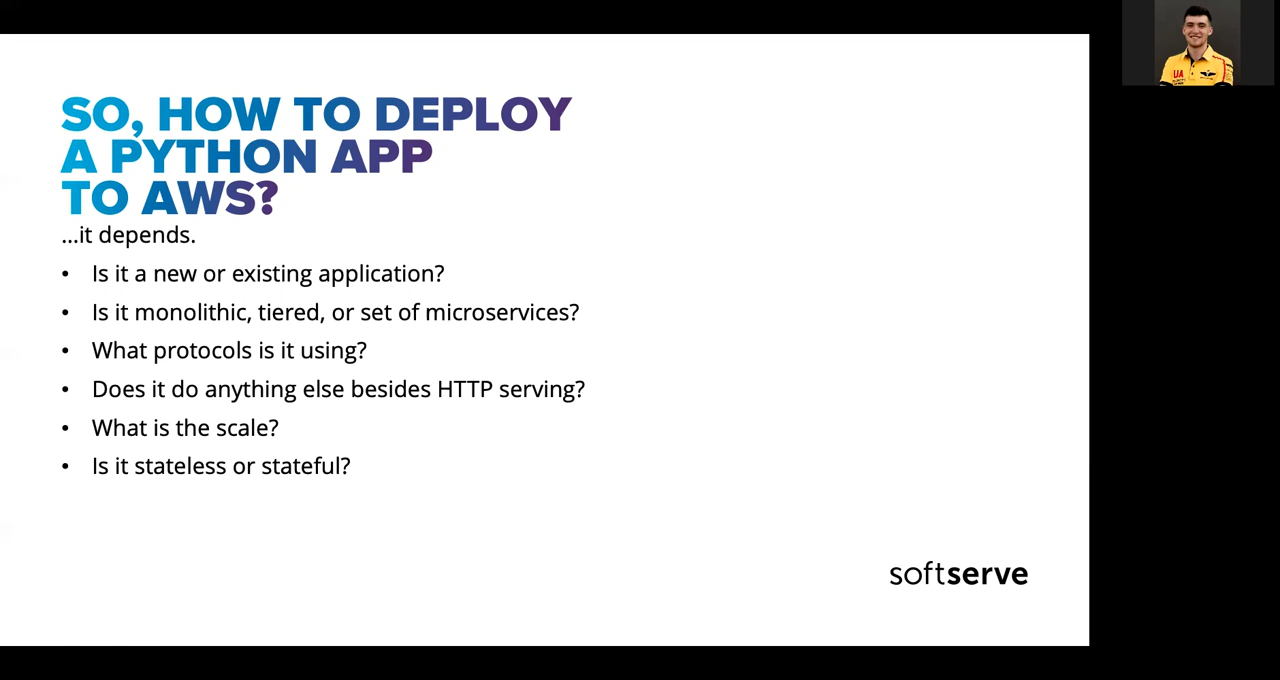 SO, HOW TO DEPLOY
A PYTHON APP
TO AWS?
...it depends.
• Is it a new or existing application?
• Is it monolithic, tiered, or set of microservices?
• What protocols is it using?
• Does it do anything else besides HTTP serving?
• What is the scale?
• Is it stateless or stateful?
softserve
UA